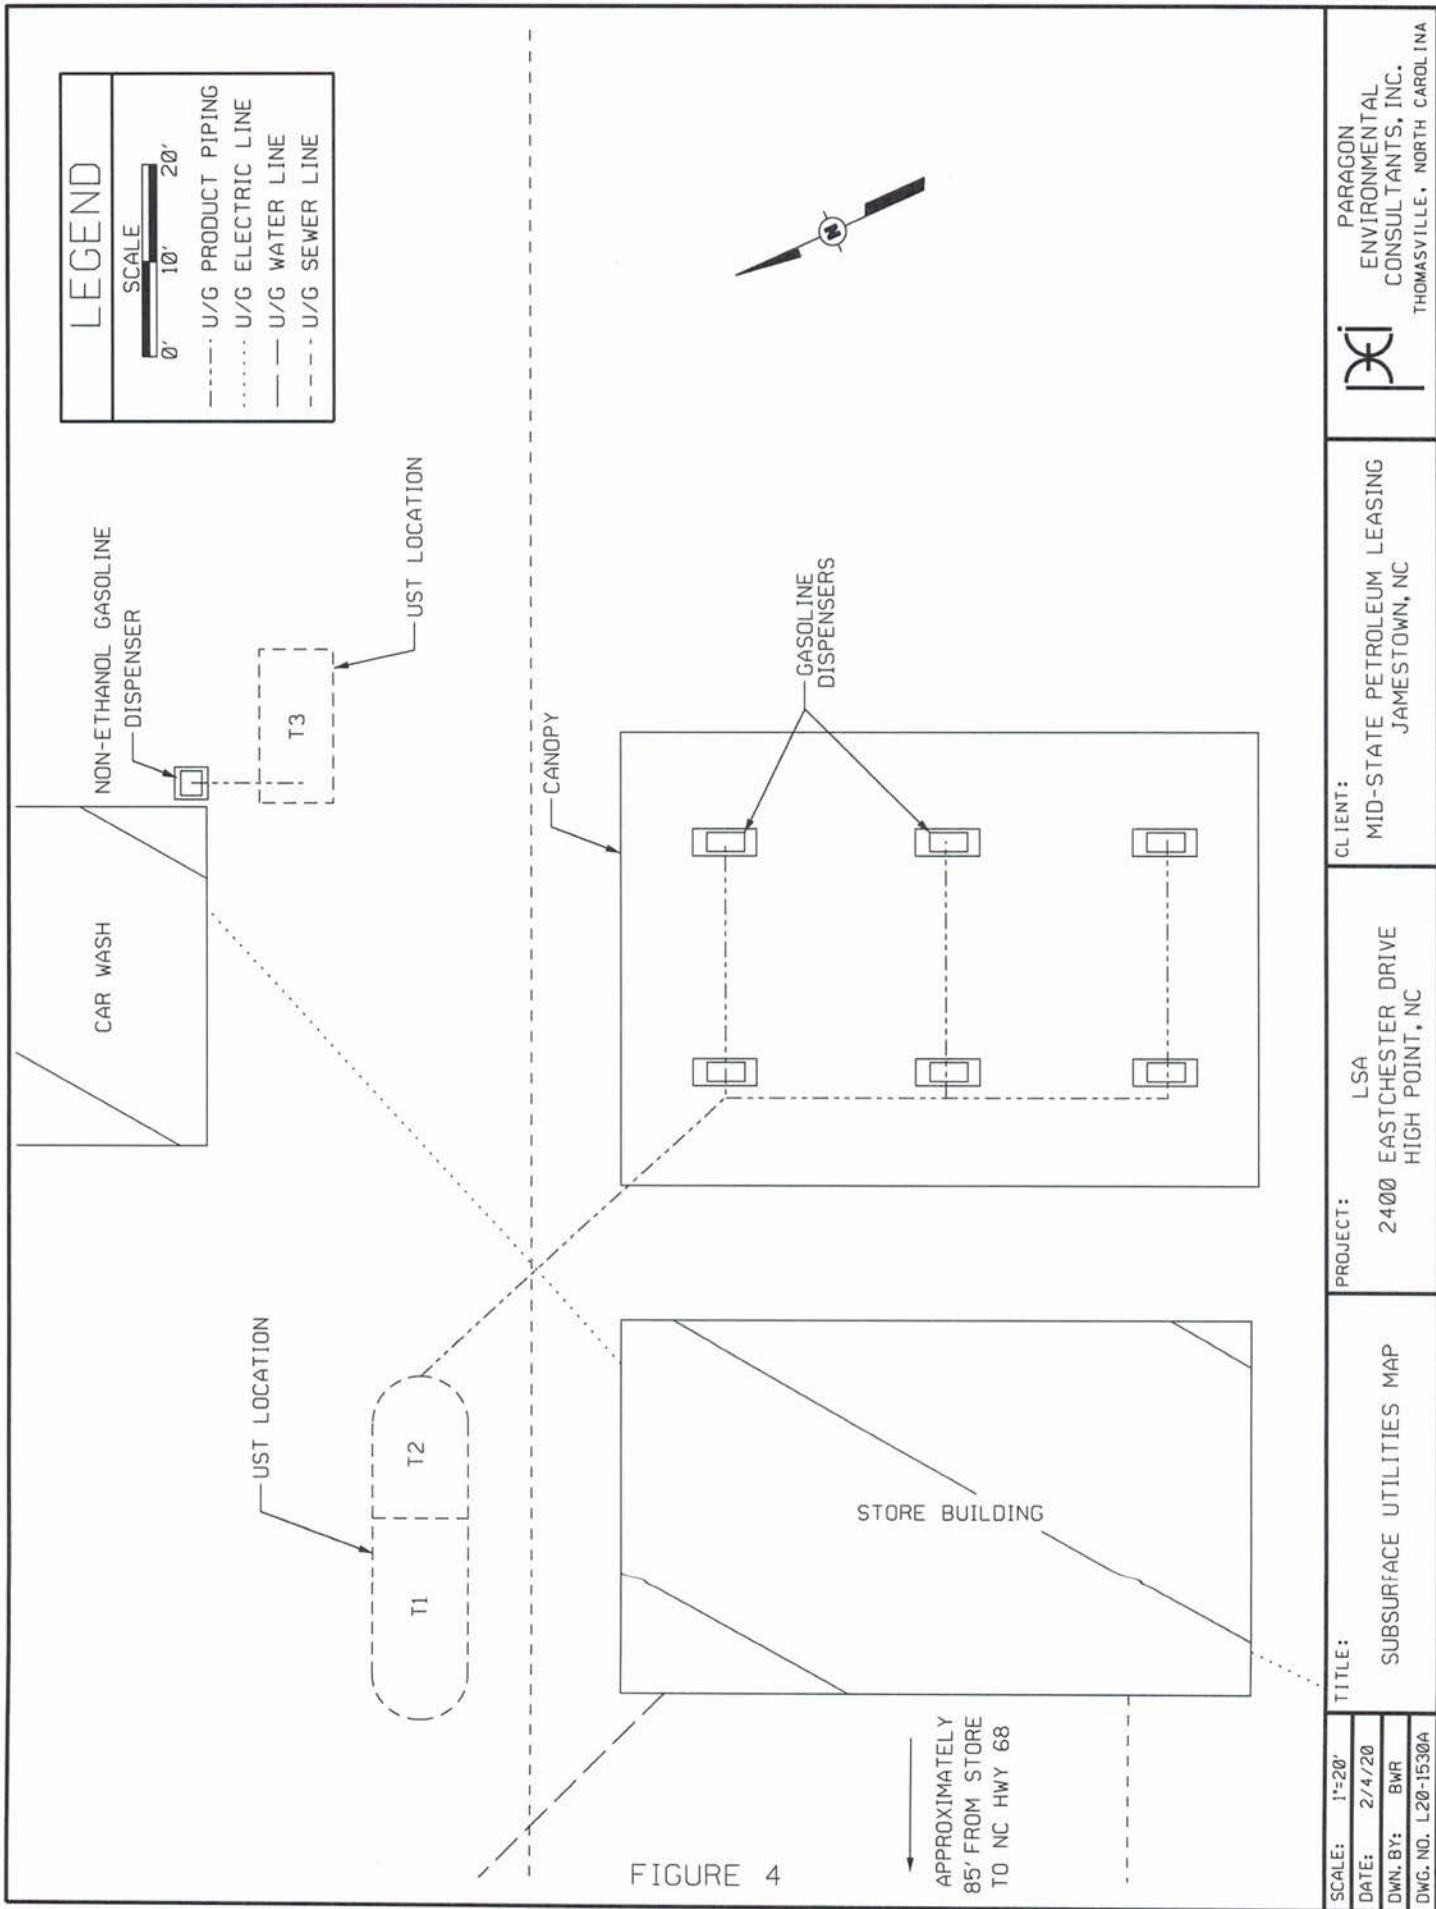 LEGEND
SCALE
0' 10' 20'
U/G PRODUCT PIPING
U/G ELECTRIC LINE
U/G WATER LINE
U/G SEWER LINE
NON-ETHANOL GASOLINE
DISPENSER
UST LOCATION
T3
CAR WASH
N
CANOPY
GASOLINE
DISPENSERS
UST LOCATION
T2
T1
STORE BUILDING
APPROXIMATELY
85' FROM STORE
TO NC HWY 68
FIGURE 4
SCALE: 1"=20'
DATE: 2/4/20
DWN. BY: BWR
DWG. NO. L20-1530A
TITLE:
SUBSURFACE UTILITIES MAP
PROJECT:
LSA
2400 EASTCHESTER DRIVE
HIGH POINT, NC
CLIENT:
MID-STATE PETROLEUM LEASING
JAMESTOWN, NC
peci
PARAGON
ENVIRONMENTAL
CONSULTANTS, INC.
THOMASVILLE, NORTH CAROLINA